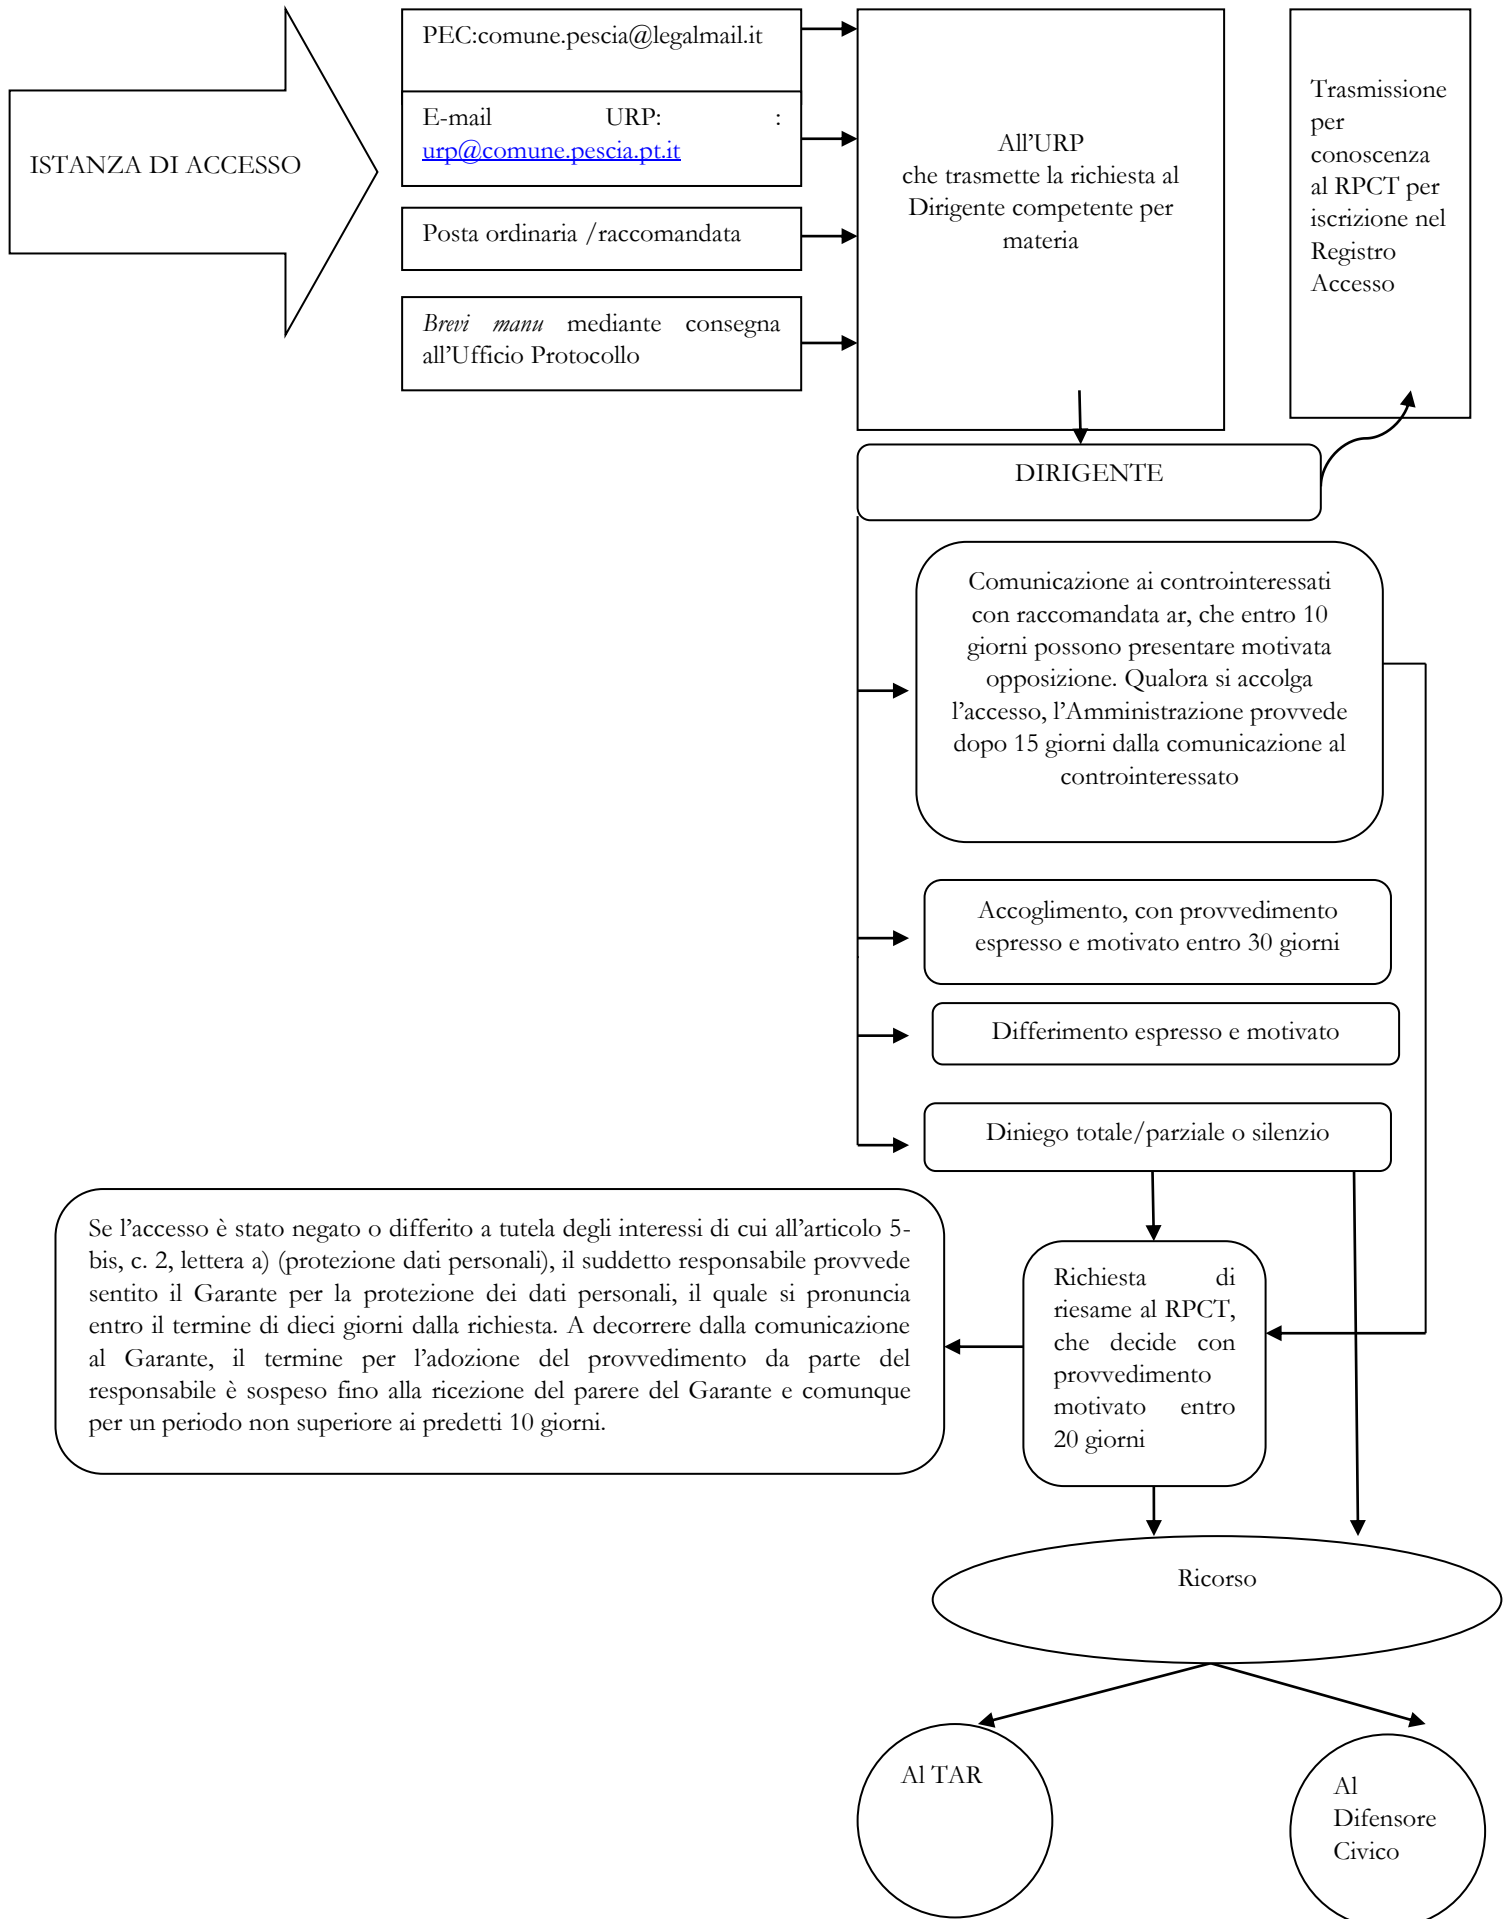 ISTANZA DI ACCESSO
PEC:comune.pescia@legalmail.it
E-mail URP: :
urp@comune.pescia.pt.it
Posta ordinaria /raccomandata
Brevi manu mediante consegna
all’Ufficio Protocollo
All’URP
che trasmette la richiesta al
Dirigente competente per
materia
Trasmissione
per
conoscenza
al RPCT per
iscrizione nel
Registro
Accesso
DIRIGENTE
Comunicazione ai controinteressati
con raccomandata ar, che entro 10
giorni possono presentare motivata
opposizione. Qualora si accolga
l’accesso, l’Amministrazione provvede
dopo 15 giorni dalla comunicazione al
controinteressato
Accoglimento, con provvedimento
espresso e motivato entro 30 giorni
Differimento espresso e motivato
Diniego totale/parziale o silenzio
Se l’accesso è stato negato o differito a tutela degli interessi di cui all’articolo 5-
bis, c. 2, lettera a) (protezione dati personali), il suddetto responsabile provvede
sentito il Garante per la protezione dei dati personali, il quale si pronuncia
entro il termine di dieci giorni dalla richiesta. A decorrere dalla comunicazione
al Garante, il termine per l’adozione del provvedimento da parte del
responsabile è sospeso fino alla ricezione del parere del Garante e comunque
per un periodo non superiore ai predetti 10 giorni.
Richiesta di
riesame al RPCT,
che decide con
provvedimento
motivato entro
20 giorni
Ricorso
Al TAR
Al
Difensore
Civico